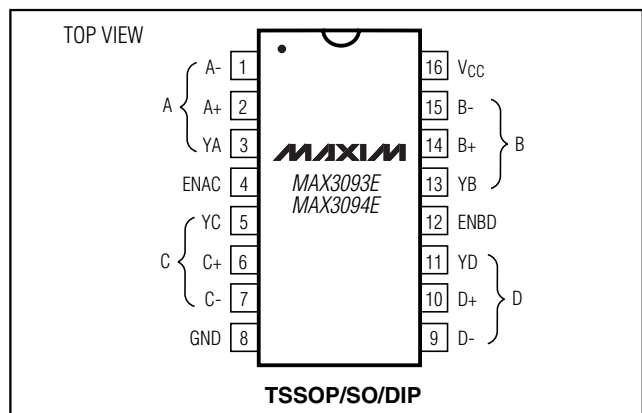 TOP VIEW
A- 1 16 VCC
A A+ 2 15 B-
YA 3 14 B+ B
MAXIM
ENAC 4 MAX3093E 13 YB
MAX3094E
YC 5 12 ENBD
C C+ 6 11 YD
C- 7 10 D+ D
GND 8 9 D-
TSSOP/SO/DIP